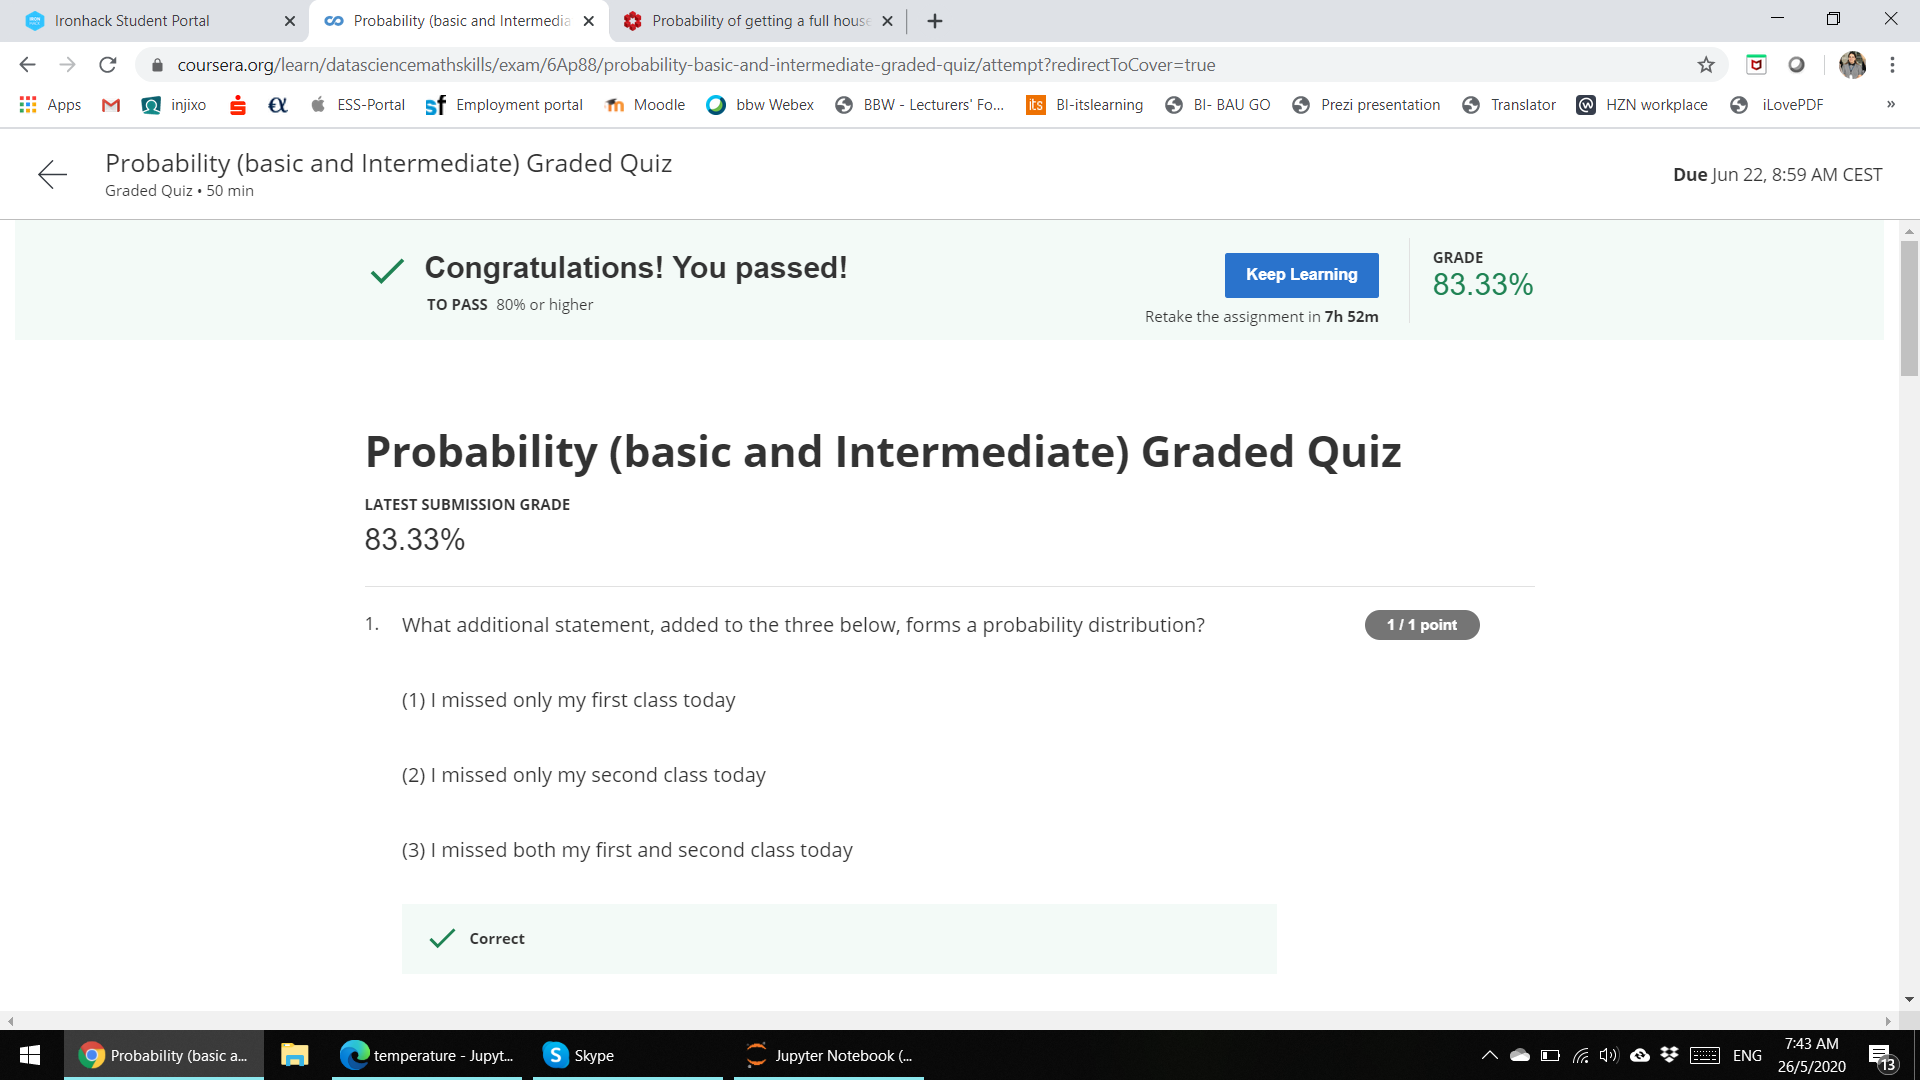 Ironhack Student Portal
Probability (basic and Intermedia
Probability of getting a full house
coursera.org/learn/datasciencemathskills/exam/6Ap88/probability-basic-and-intermediate-graded-quiz/attempt?redirectToCover=true
Apps injixo ESS-Portal Employment portal Moodle bbw Webex BBW - Lecturers' Fo... BI-itslearning BI- BAU GO Prezi presentation Translator HZN workplace iLovePDF »
Probability (basic and Intermediate) Graded Quiz
Graded Quiz • 50 min
Due Jun 22, 8:59 AM CEST
Congratulations! You passed!
TO PASS 80% or higher
Keep Learning
Retake the assignment in 7h 52m
GRADE
83.33%
Probability (basic and Intermediate) Graded Quiz
LATEST SUBMISSION GRADE
83.33%
1. What additional statement, added to the three below, forms a probability distribution?
1 / 1 point
(1) I missed only my first class today
(2) I missed only my second class today
(3) I missed both my first and second class today
Correct
Probability (basic a...
temperature - Jupyt...
Skype
Jupyter Notebook (...
ENG
7:43 AM
26/5/2020
13